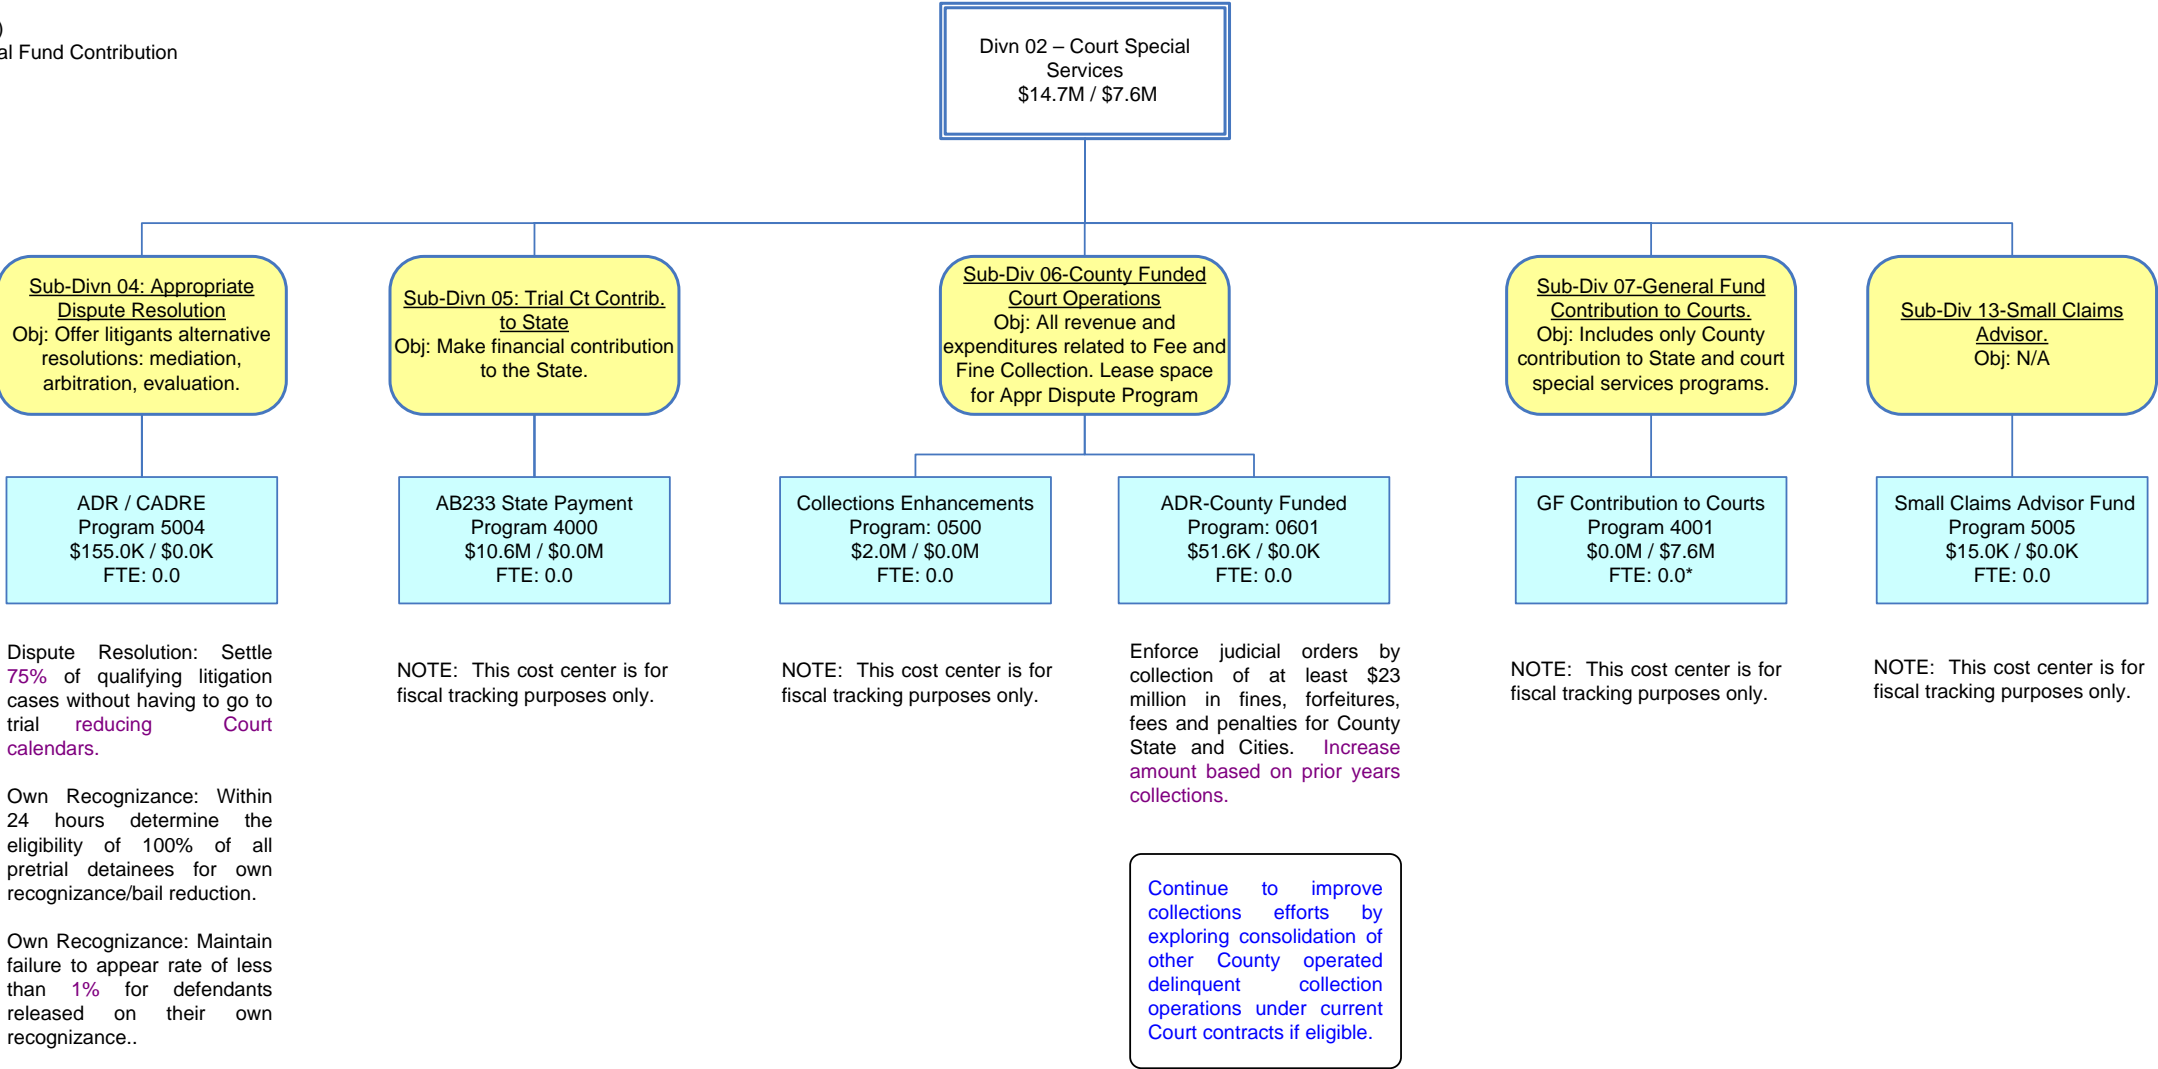 )
al Fund Contribution
Divn 02 – Court Special
Services
$14.7M / $7.6M
Sub-Divn 04: Appropriate
Dispute Resolution
Obj: Offer litigants alternative
resolutions: mediation,
arbitration, evaluation.
Sub-Divn 05: Trial Ct Contrib.
to State
Obj: Make financial contribution
to the State.
Sub-Div 06-County Funded
Court Operations
Obj: All revenue and
expenditures related to Fee and
Fine Collection. Lease space
for Appr Dispute Program
Sub-Div 07-General Fund
Contribution to Courts.
Obj: Includes only County
contribution to State and court
special services programs.
Sub-Div 13-Small Claims
Advisor.
Obj: N/A
ADR / CADRE
Program 5004
$155.0K / $0.0K
FTE: 0.0
AB233 State Payment
Program 4000
$10.6M / $0.0M
FTE: 0.0
Collections Enhancements
Program: 0500
$2.0M / $0.0M
FTE: 0.0
ADR-County Funded
Program: 0601
$51.6K / $0.0K
FTE: 0.0
GF Contribution to Courts
Program 4001
$0.0M / $7.6M
FTE: 0.0*
Small Claims Advisor Fund
Program 5005
$15.0K / $0.0K
FTE: 0.0
Dispute Resolution: Settle
75% of qualifying litigation
cases without having to go to
trial reducing Court
calendars.
Own Recognizance: Within
24 hours determine the
eligibility of 100% of all
pretrial detainees for own
recognizance/bail reduction.
Own Recognizance: Maintain
failure to appear rate of less
than 1% for defendants
released on their own
recognizance..
NOTE: This cost center is for
fiscal tracking purposes only.
NOTE: This cost center is for
fiscal tracking purposes only.
Enforce judicial orders by
collection of at least $23
million in fines, forfeitures,
fees and penalties for County
State and Cities. Increase
amount based on prior years
collections.
Continue to improve
collections efforts by
exploring consolidation of
other County operated
delinquent collection
operations under current
Court contracts if eligible.
NOTE: This cost center is for
fiscal tracking purposes only.
NOTE: This cost center is for
fiscal tracking purposes only.